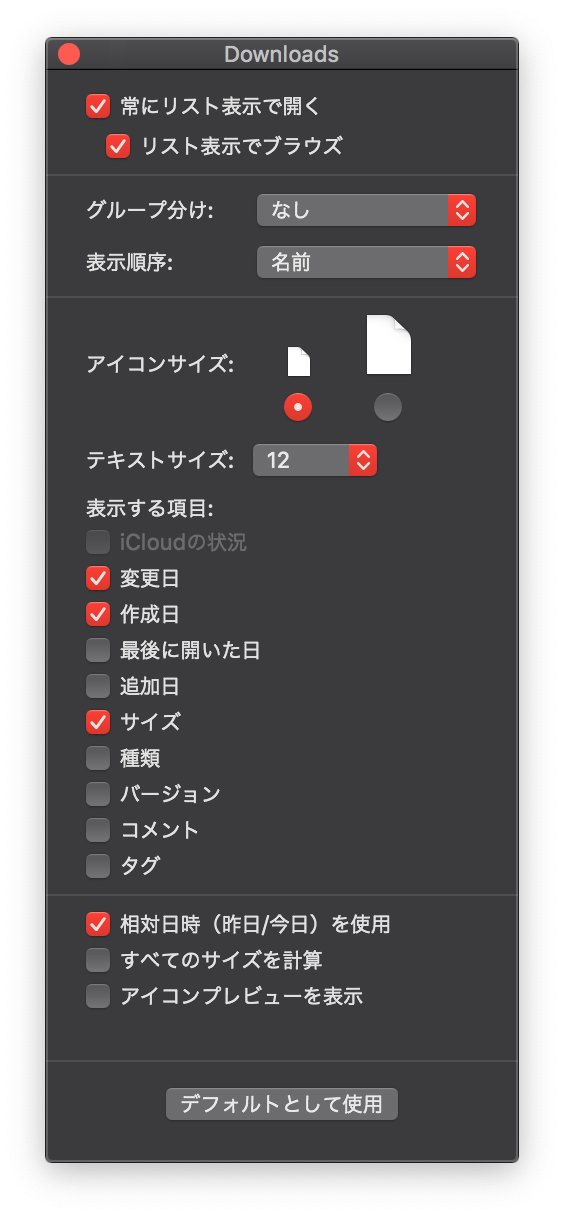 Downloads
常にリスト表示で開く
リスト表示でブラウズ
グループ分け: なし
表示順序: 名前
アイコンサイズ:
テキストサイズ: 12
表示する項目:
iCloudの状況
変更日
作成日
最後に開いた日
追加日
サイズ
種類
バージョン
コメント
タグ
相対日時（昨日/今日）を使用
すべてのサイズを計算
アイコンプレビューを表示
デフォルトとして使用